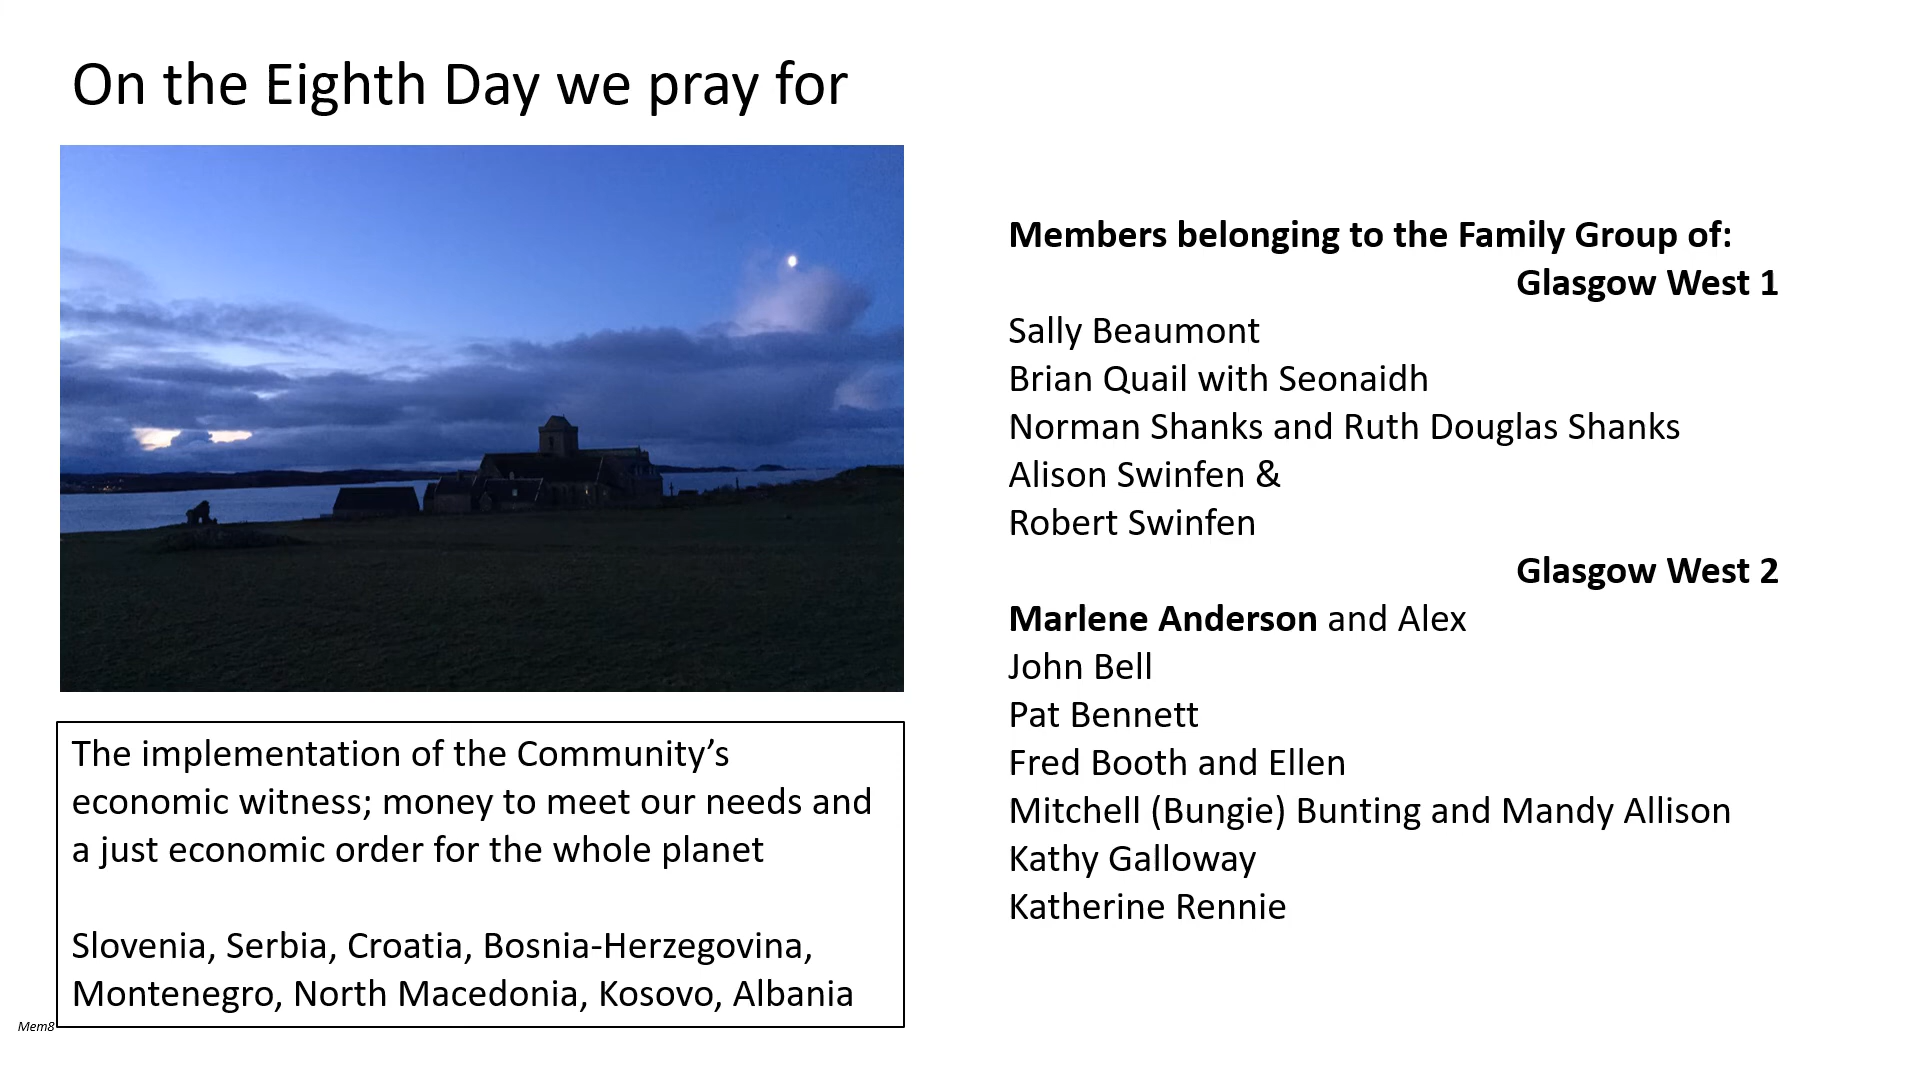 On the Eighth Day we pray for
The implementation of the Community’s
economic witness; money to meet our needs and
a just economic order for the whole planet
Slovenia, Serbia, Croatia, Bosnia-Herzegovina,
Montenegro, North Macedonia, Kosovo, Albania
Mem8
Members belonging to the Family Group of:
Glasgow West 1
Sally Beaumont
Brian Quail with Seonaidh
Norman Shanks and Ruth Douglas Shanks
Alison Swinfen &
Robert Swinfen
Glasgow West 2
Marlene Anderson and Alex
John Bell
Pat Bennett
Fred Booth and Ellen
Mitchell (Bungie) Bunting and Mandy Allison
Kathy Galloway
Katherine Rennie